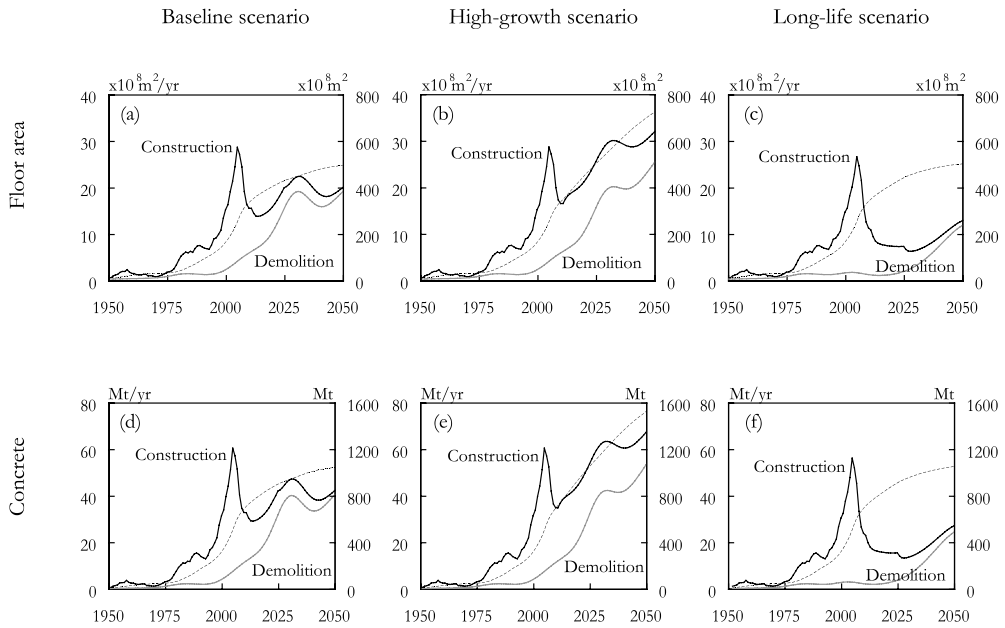 Baseline scenario High-growth scenario Long-life scenario
x10⁸m²/yr x10⁸m² x10⁸m²/yr x10⁸m x10⁸m²/yr x10⁸m²
40 (a) 800 40 (b) 800 40 (c) 800
30 Construction 600 30 Construction 600 30 Construction 600
20 400 20 400 20 400
10 200 10 200 10 200
Demolition Demolition Demolition
0 0 0 0 0 0
1950 1975 2000 2025 2050 1950 1975 2000 2025 2050 1950 1975 2000 2025 2050
Floor area
Mt/yr Mt Mt/yr Mt Mt/yr Mt
80 (d) 1600 80 (e) 1600 80 (f) 1600
60 Construction 1200 60 Construction 1200 60 Construction 1200
40 800 40 800 40 800
20 400 20 400 20 400
Demolition Demolition Demolition
0 0 0 0 0 0
1950 1975 2000 2025 2050 1950 1975 2000 2025 2050 1950 1975 2000 2025 2050
Concrete